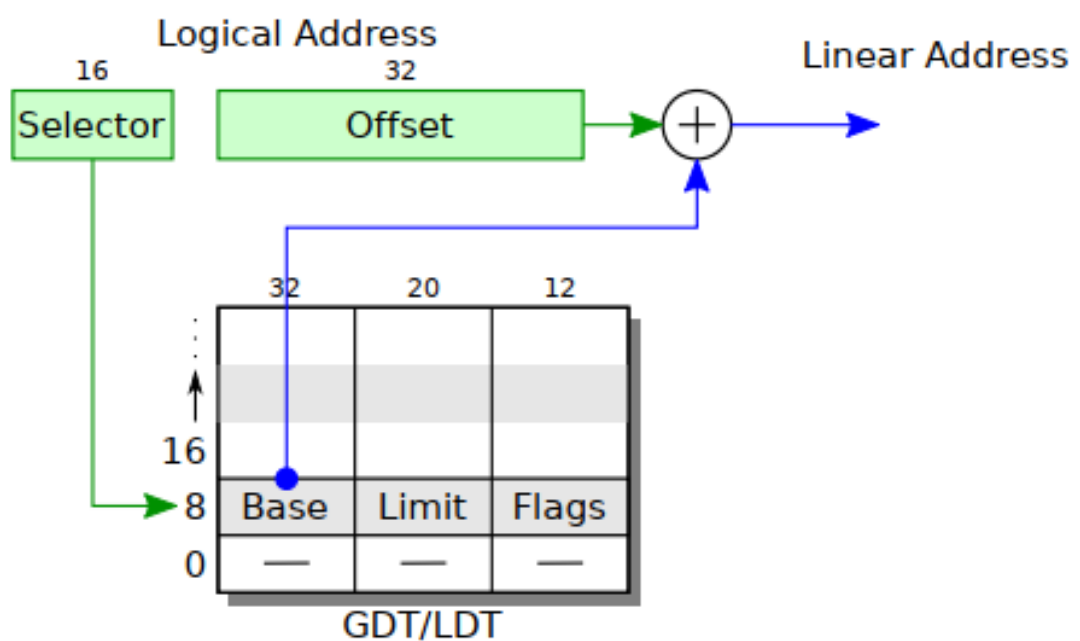 Logical Address
Linear Address
16 32
Selector Offset
32 20 12
16
8 Base Limit Flags
0 — — —
GDT/LDT